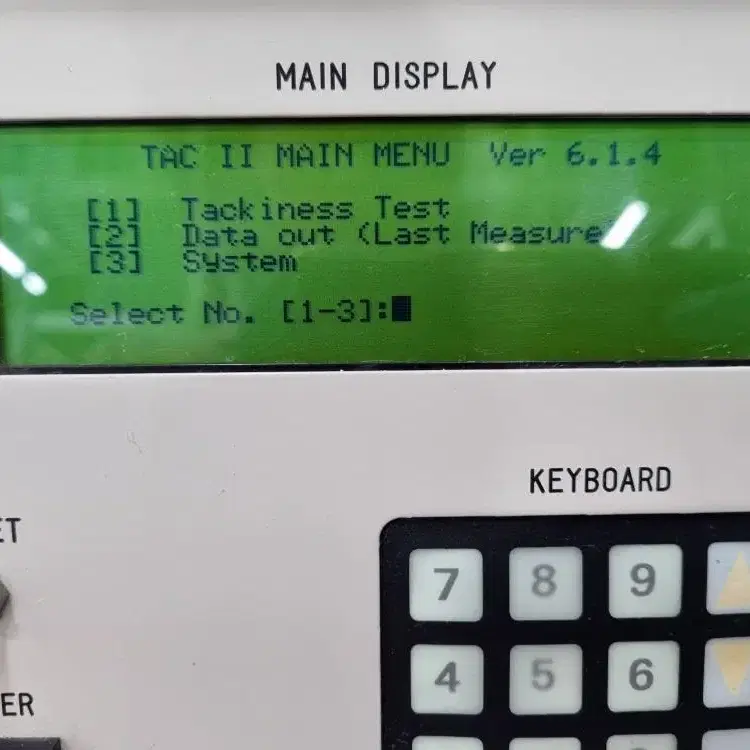 MAIN DISPLAY
TAC II MAIN MENU Ver 6.1.4
[1] Tackiness Test
[2] Data out (Last Measure)
[3] System
Select No. [1-3]:
KEYBOARD
ET
7 8 9
4 5 6
ER